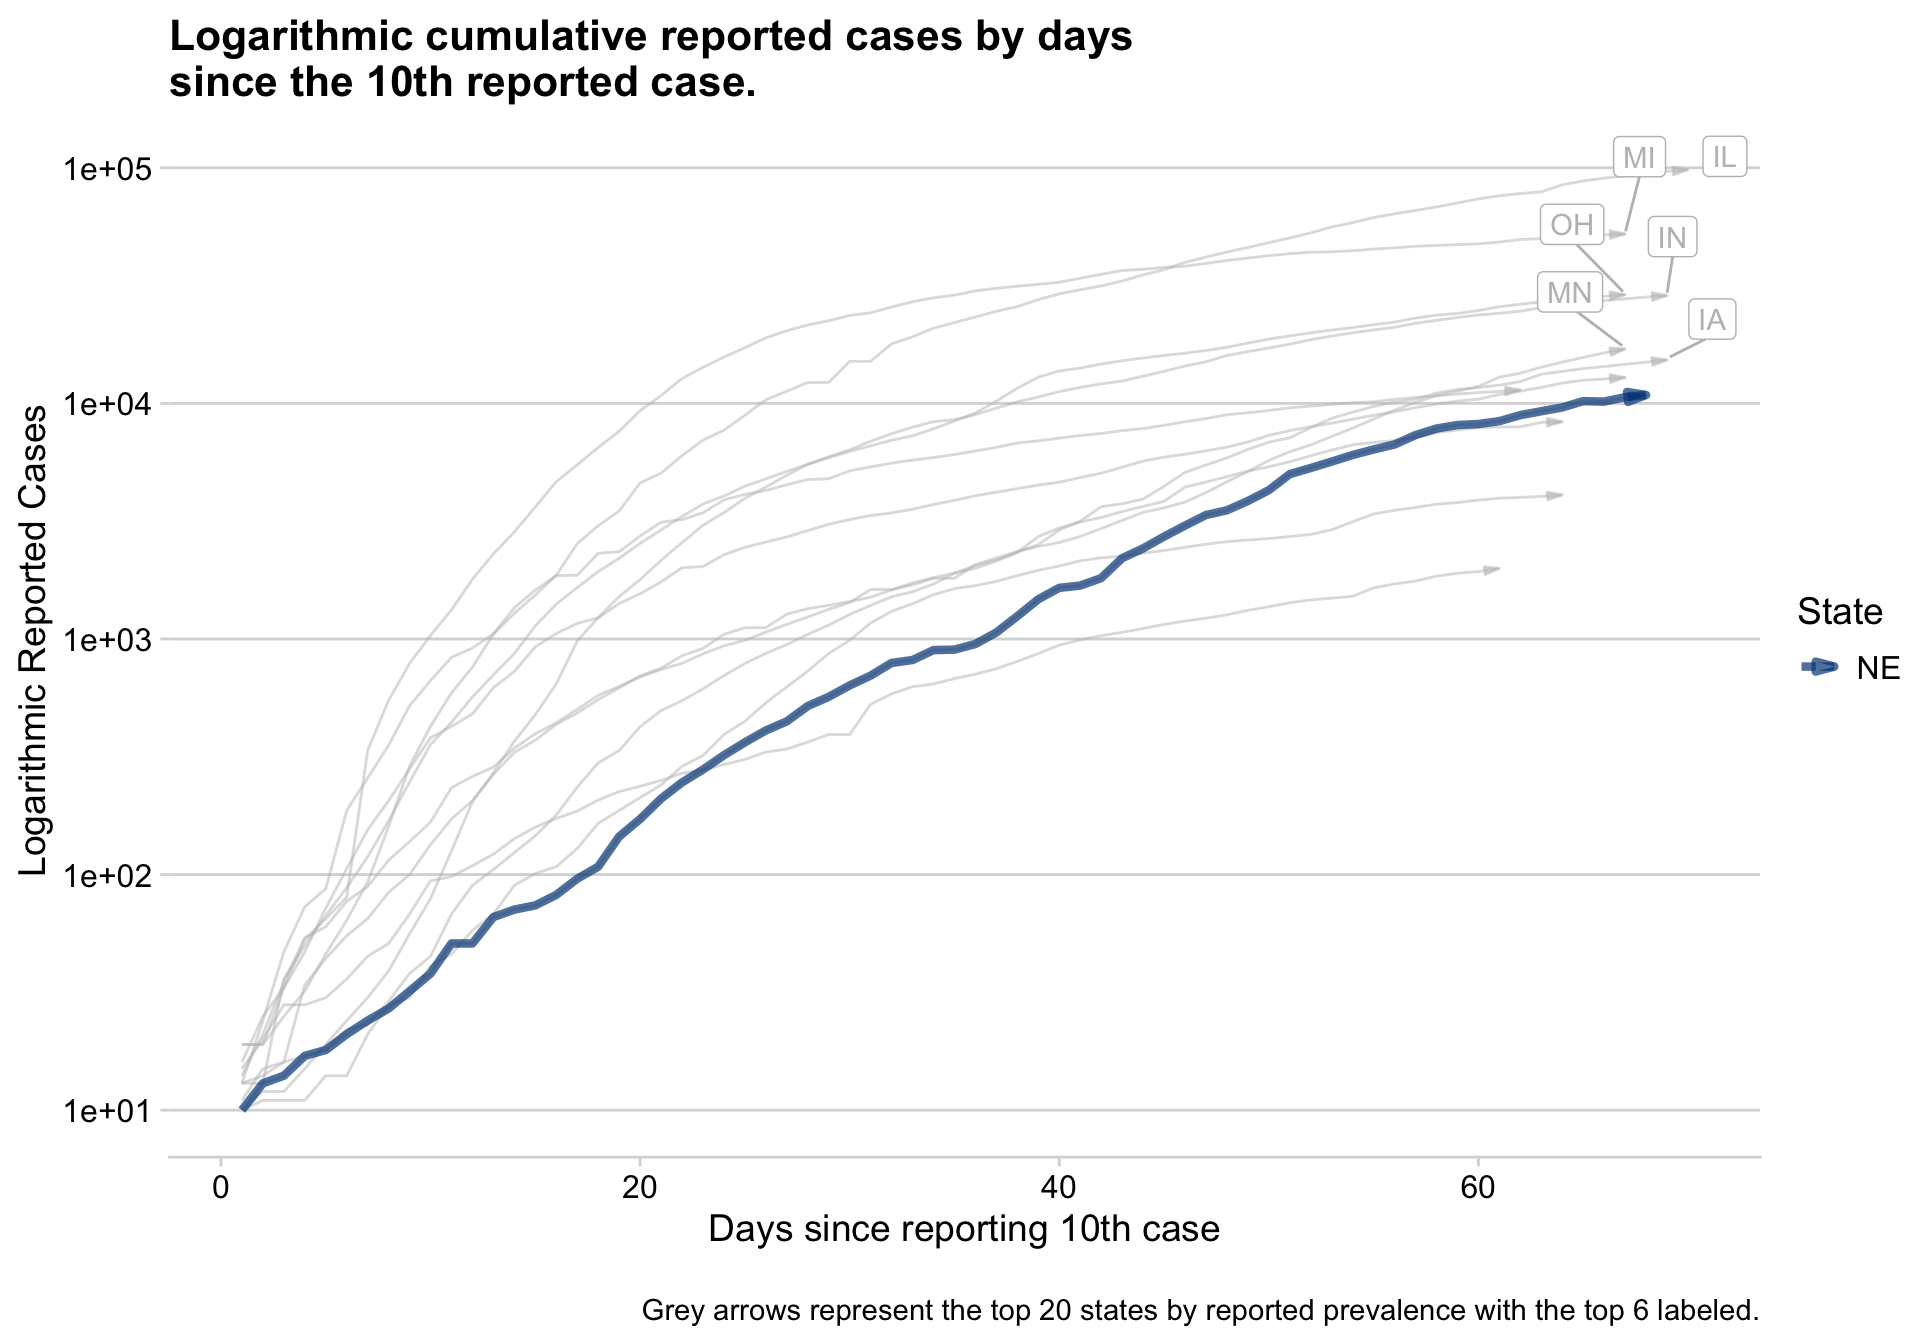 Logarithmic cumulative reported cases by days
since the 10th reported case.
1e+05
MI
IL
OH
IN
MN
IA
1e+04
1e+03
1e+02
1e+01
Logarithmic Reported Cases
State
NE
0
20
40
60
Days since reporting 10th case
Grey arrows represent the top 20 states by reported prevalence with the top 6 labeled.